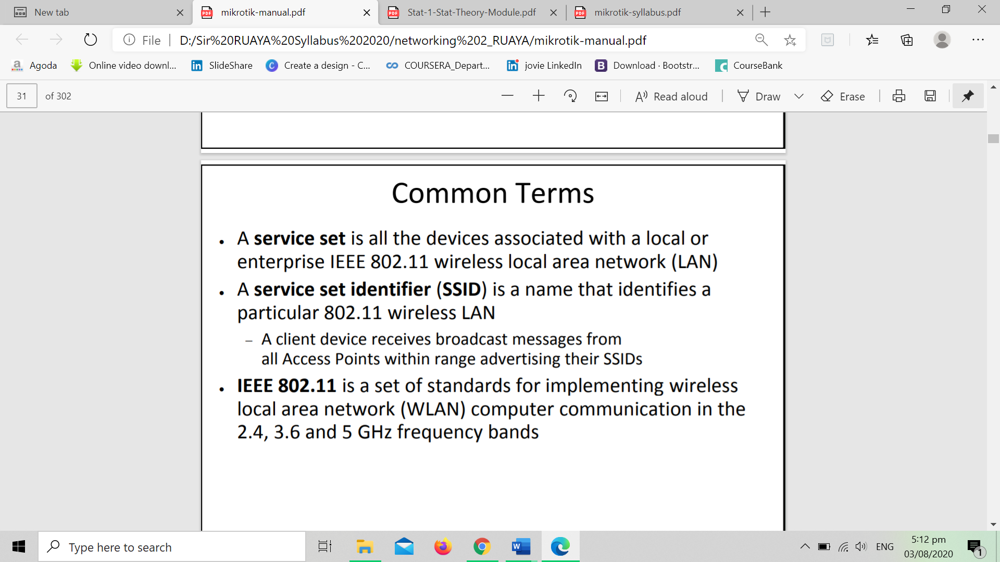 New tab
mikrotik-manual.pdf
Stat-1-Stat-Theory-Module.pdf
mikrotik-syllabus.pdf
File
D:/Sir%20RUAYA%20Syllabus%202020/networking%202_RUAYA/mikrotik-manual.pdf
Agoda
Online video downl...
SlideShare
Create a design - C...
COURSERA_Depart...
jovie LinkedIn
Download · Bootstr...
CourseBank
31 of 302
Read aloud
Draw
Erase
Common Terms
• A service set is all the devices associated with a local or
enterprise IEEE 802.11 wireless local area network (LAN)
• A service set identifier (SSID) is a name that identifies a
particular 802.11 wireless LAN
– A client device receives broadcast messages from
all Access Points within range advertising their SSIDs
• IEEE 802.11 is a set of standards for implementing wireless
local area network (WLAN) computer communication in the
2.4, 3.6 and 5 GHz frequency bands
Type here to search
ENG
5:12 pm
03/08/2020
1